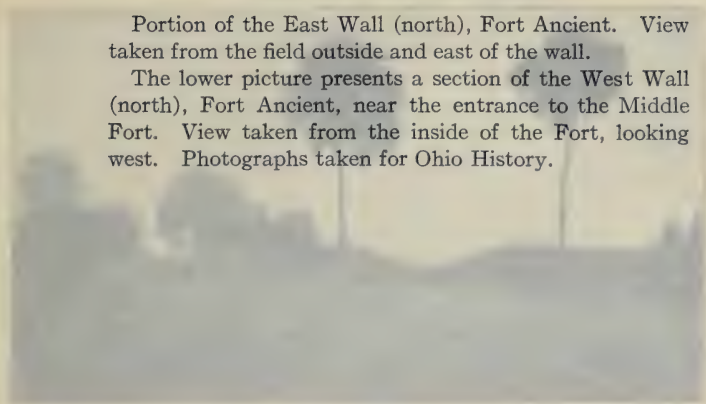 Portion of the East Wall (north), Fort Ancient. View
taken from the field outside and east of the wall.
The lower picture presents a section of the West Wall
(north), Fort Ancient, near the entrance to the Middle
Fort. View taken from the inside of the Fort, looking
west. Photographs taken for Ohio History.